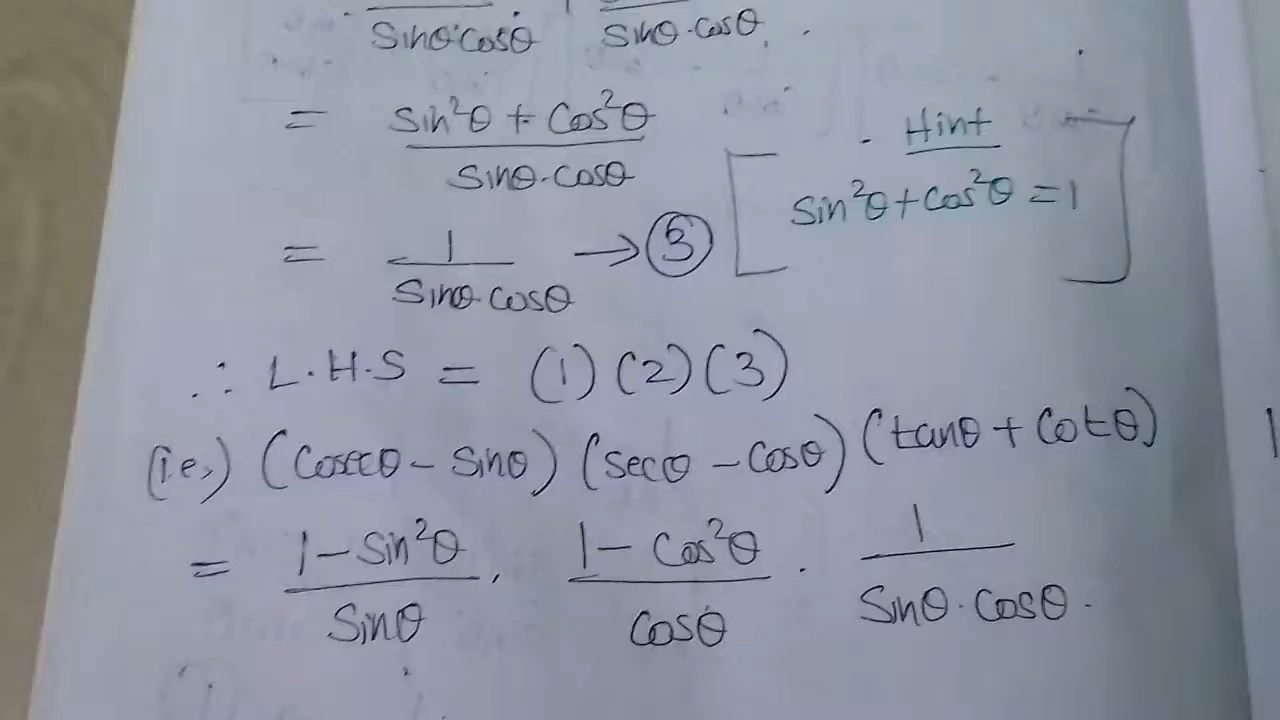 sinθ·cosθ sinθ·cosθ.
= sin²θ + cos²θ
sinθ·cosθ
Hint
sin²θ + cos²θ = 1
= 1 → (3)
sinθ·cosθ
∴ L.H.S = (1) (2) (3)
(i.e.,) (cosecθ - sinθ) (secθ - cosθ) (tanθ + cotθ)
= 1 - sin²θ . 1 - cos²θ . 1
sinθ cosθ sinθ·cosθ.